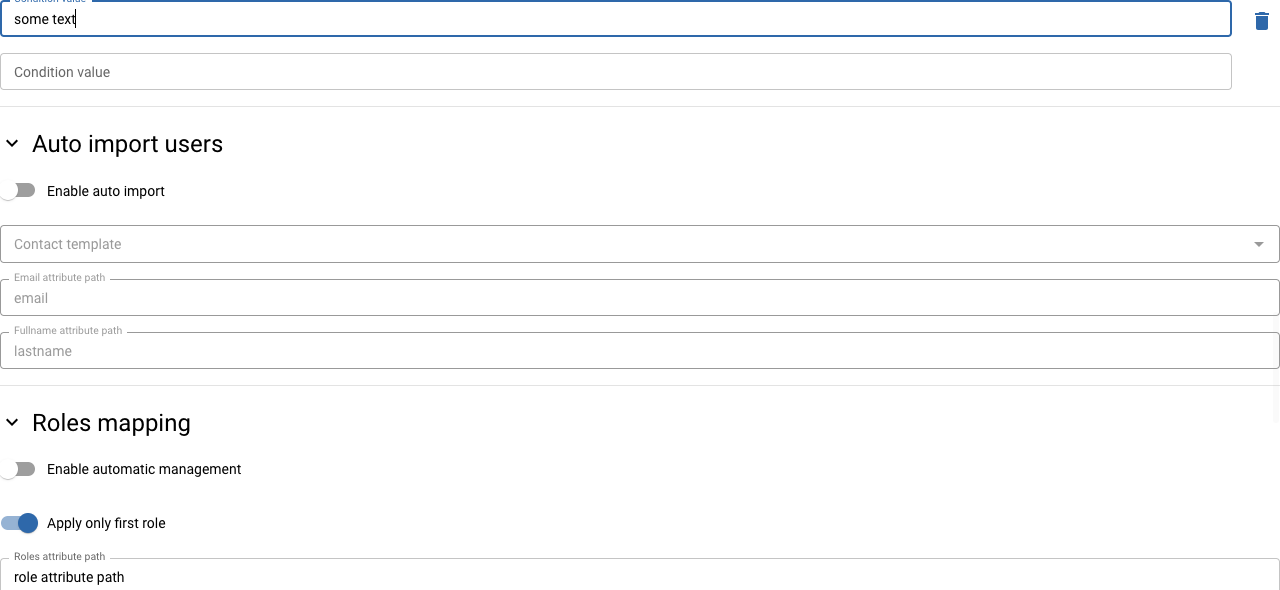 Condition value
some text
Condition value
Auto import users
Enable auto import
Contact template
Email attribute path
email
Fullname attribute path
lastname
Roles mapping
Enable automatic management
Apply only first role
Roles attribute path
role attribute path